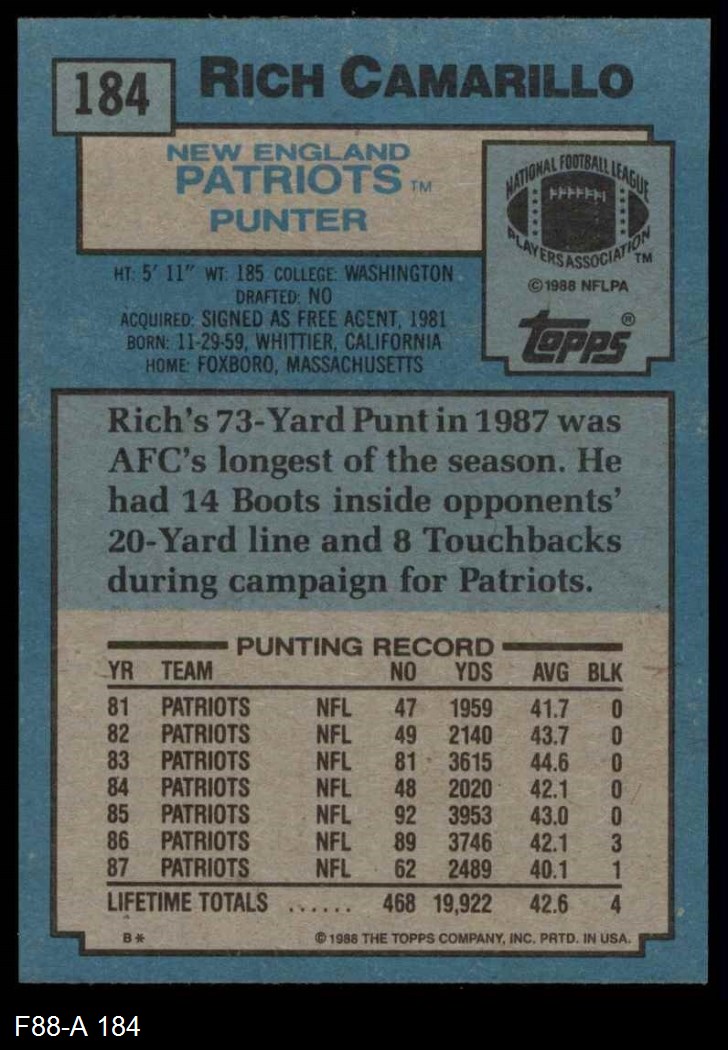 184
RICH CAMARILLO
NEW ENGLAND
PATRIOTS TM
PUNTER
NATIONAL FOOTBALL LEAGUE
PLAYERS ASSOCIATION TM
©1988 NFLPA
Topps®
HT: 5' 11" WT: 185 COLLEGE: WASHINGTON
DRAFTED: NO
ACQUIRED: SIGNED AS FREE AGENT, 1981
BORN: 11-29-59, WHITTIER, CALIFORNIA
HOME: FOXBORO, MASSACHUSETTS
Rich's 73-Yard Punt in 1987 was
AFC's longest of the season. He
had 14 Boots inside opponents'
20-Yard line and 8 Touchbacks
during campaign for Patriots.
PUNTING RECORD
YR TEAM NO YDS AVG BLK
81 PATRIOTS NFL 47 1959 41.7 0
82 PATRIOTS NFL 49 2140 43.7 0
83 PATRIOTS NFL 81 3615 44.6 0
84 PATRIOTS NFL 48 2020 42.1 0
85 PATRIOTS NFL 92 3953 43.0 0
86 PATRIOTS NFL 89 3746 42.1 3
87 PATRIOTS NFL 62 2489 40.1 1
LIFETIME TOTALS ...... 468 19,922 42.6 4
B* ©1988 THE TOPPS COMPANY, INC. PRTD. IN USA.
F88-A 184